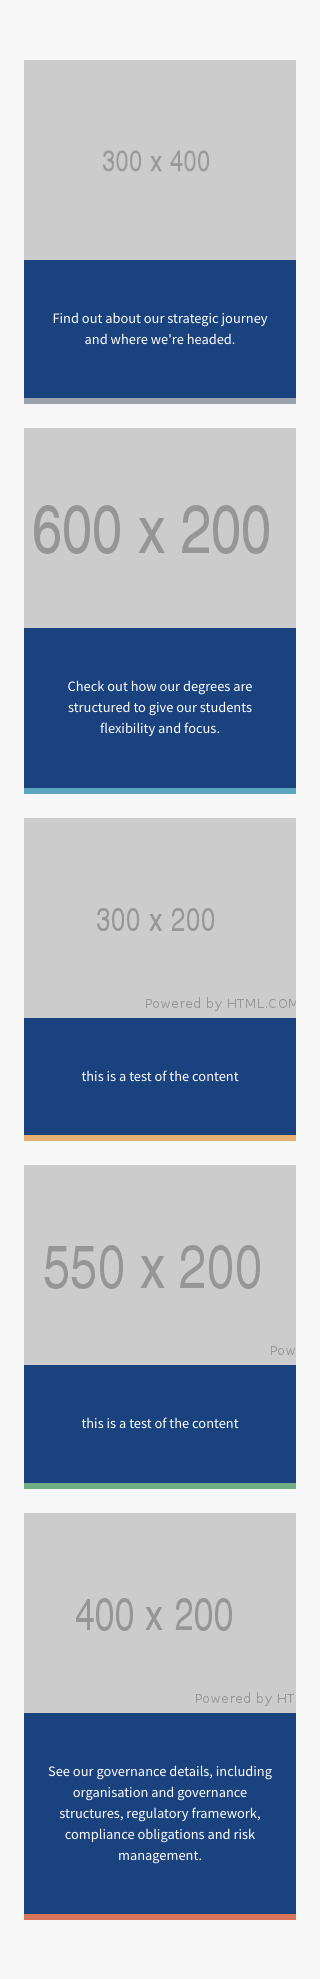 300 x 400
Find out about our strategic journey
and where we're headed.
600 x 200
Check out how our degrees are
structured to give our students
flexibility and focus.
300 x 200
Powered by HTML.COM
this is a test of the content
550 x 200
Pow
this is a test of the content
400 x 200
Powered by HT
See our governance details, including
organisation and governance
structures, regulatory framework,
compliance obligations and risk
management.